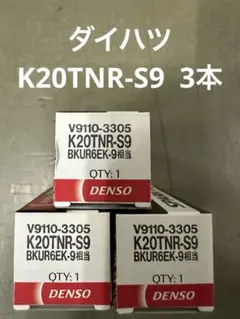 ダイハツ
K20TNR-S9 3本
V9110-3305
K20TNR-S9
BKUR6EK-9相当
QTY: 1
DENSO
V9110-3305
K20TNR-S9
BKUR6EK-9相当
QTY: 1
DENSO
V9110-3305
K20TNR-S9
BKUR6EK-9相当
QTY: 1
DENSO